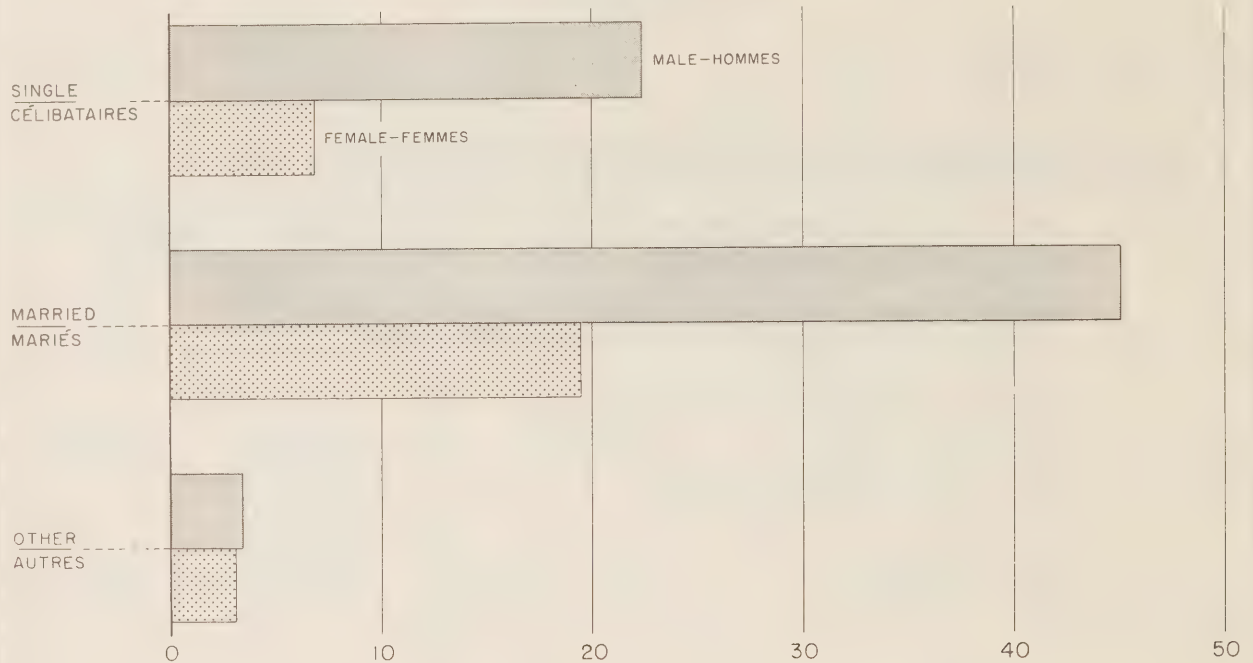 MALE-HOMMES
SINGLE
CÉLIBATAIRES
FEMALE-FEMMES
MARRIED
MARIÉS
OTHER
AUTRES
0 10 20 30 40 50